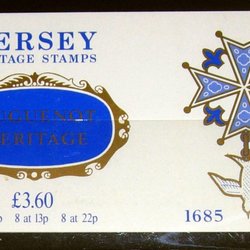 ERSEY
TAGE STAMPS
UGUENOT
ERITAGE
£3.60
p 8 at 13p 8 at 22p
1685